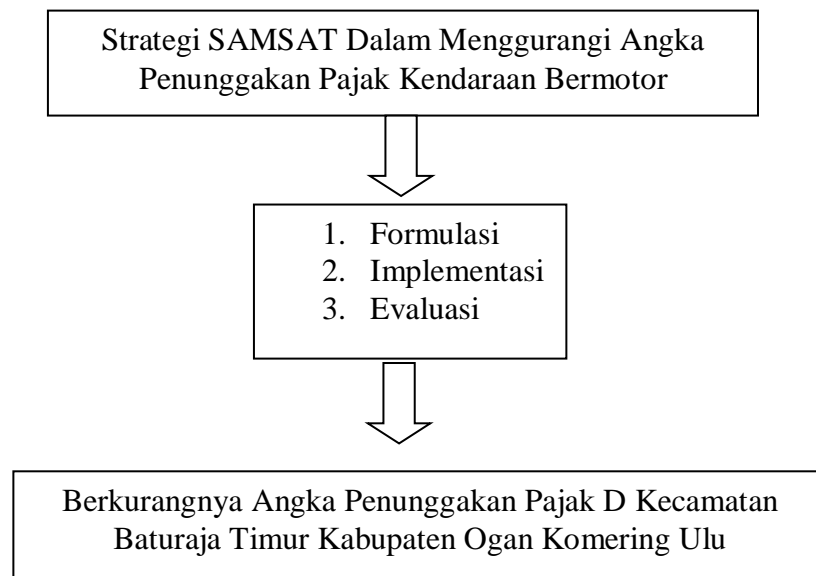 Strategi SAMSAT Dalam Menggurangi Angka
Penunggakan Pajak Kendaraan Bermotor
1. Formulasi
2. Implementasi
3. Evaluasi
Berkurangnya Angka Penunggakan Pajak D Kecamatan
Baturaja Timur Kabupaten Ogan Komering Ulu